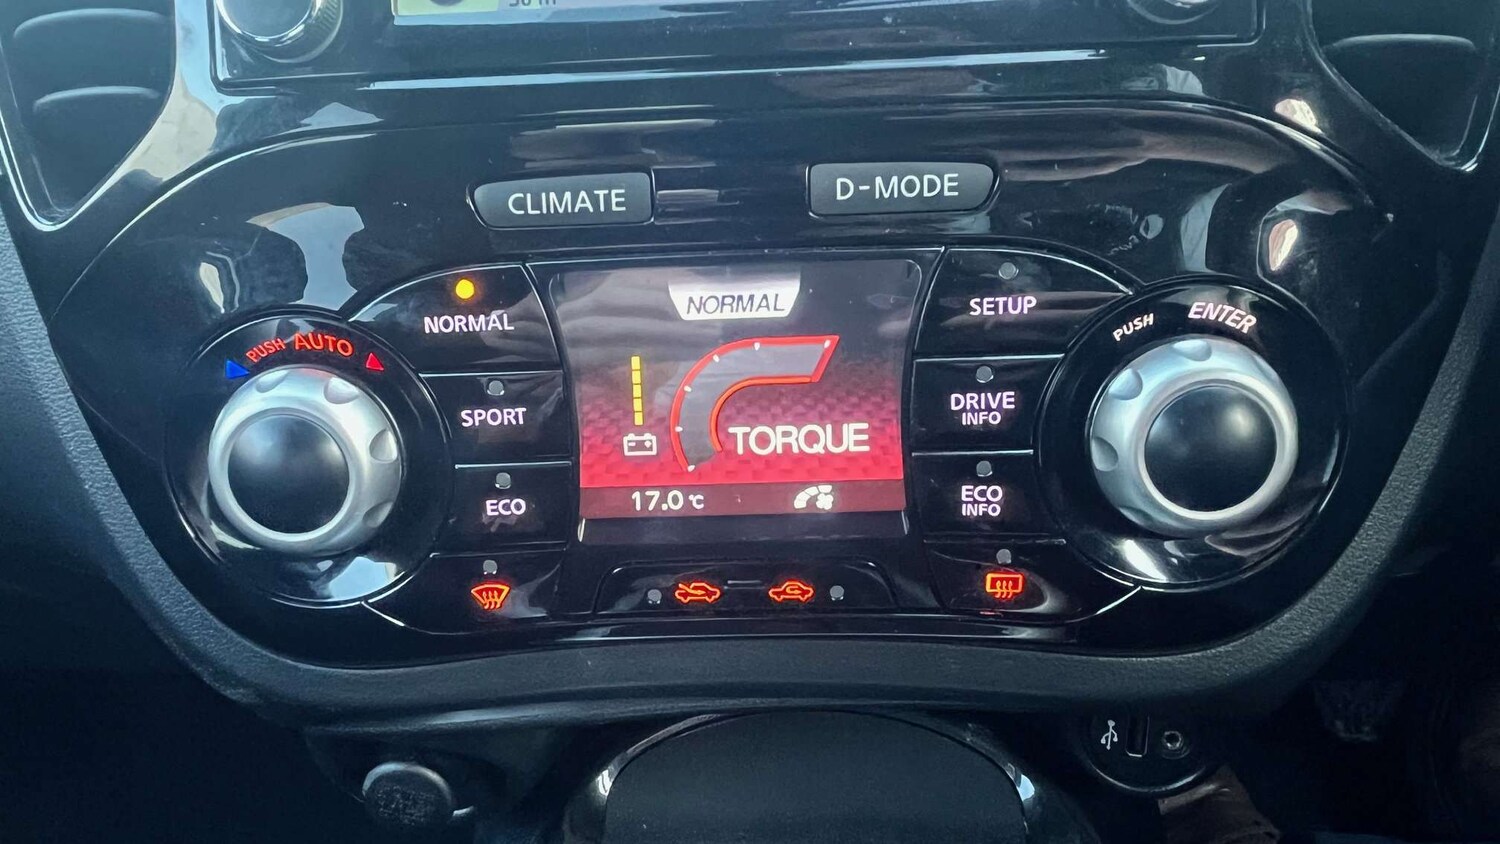 CLIMATE
D-MODE
NORMAL
NORMAL
SETUP
PUSH AUTO
PUSH ENTER
SPORT
DRIVE
INFO
TORQUE
ECO
ECO
INFO
17.0 °C